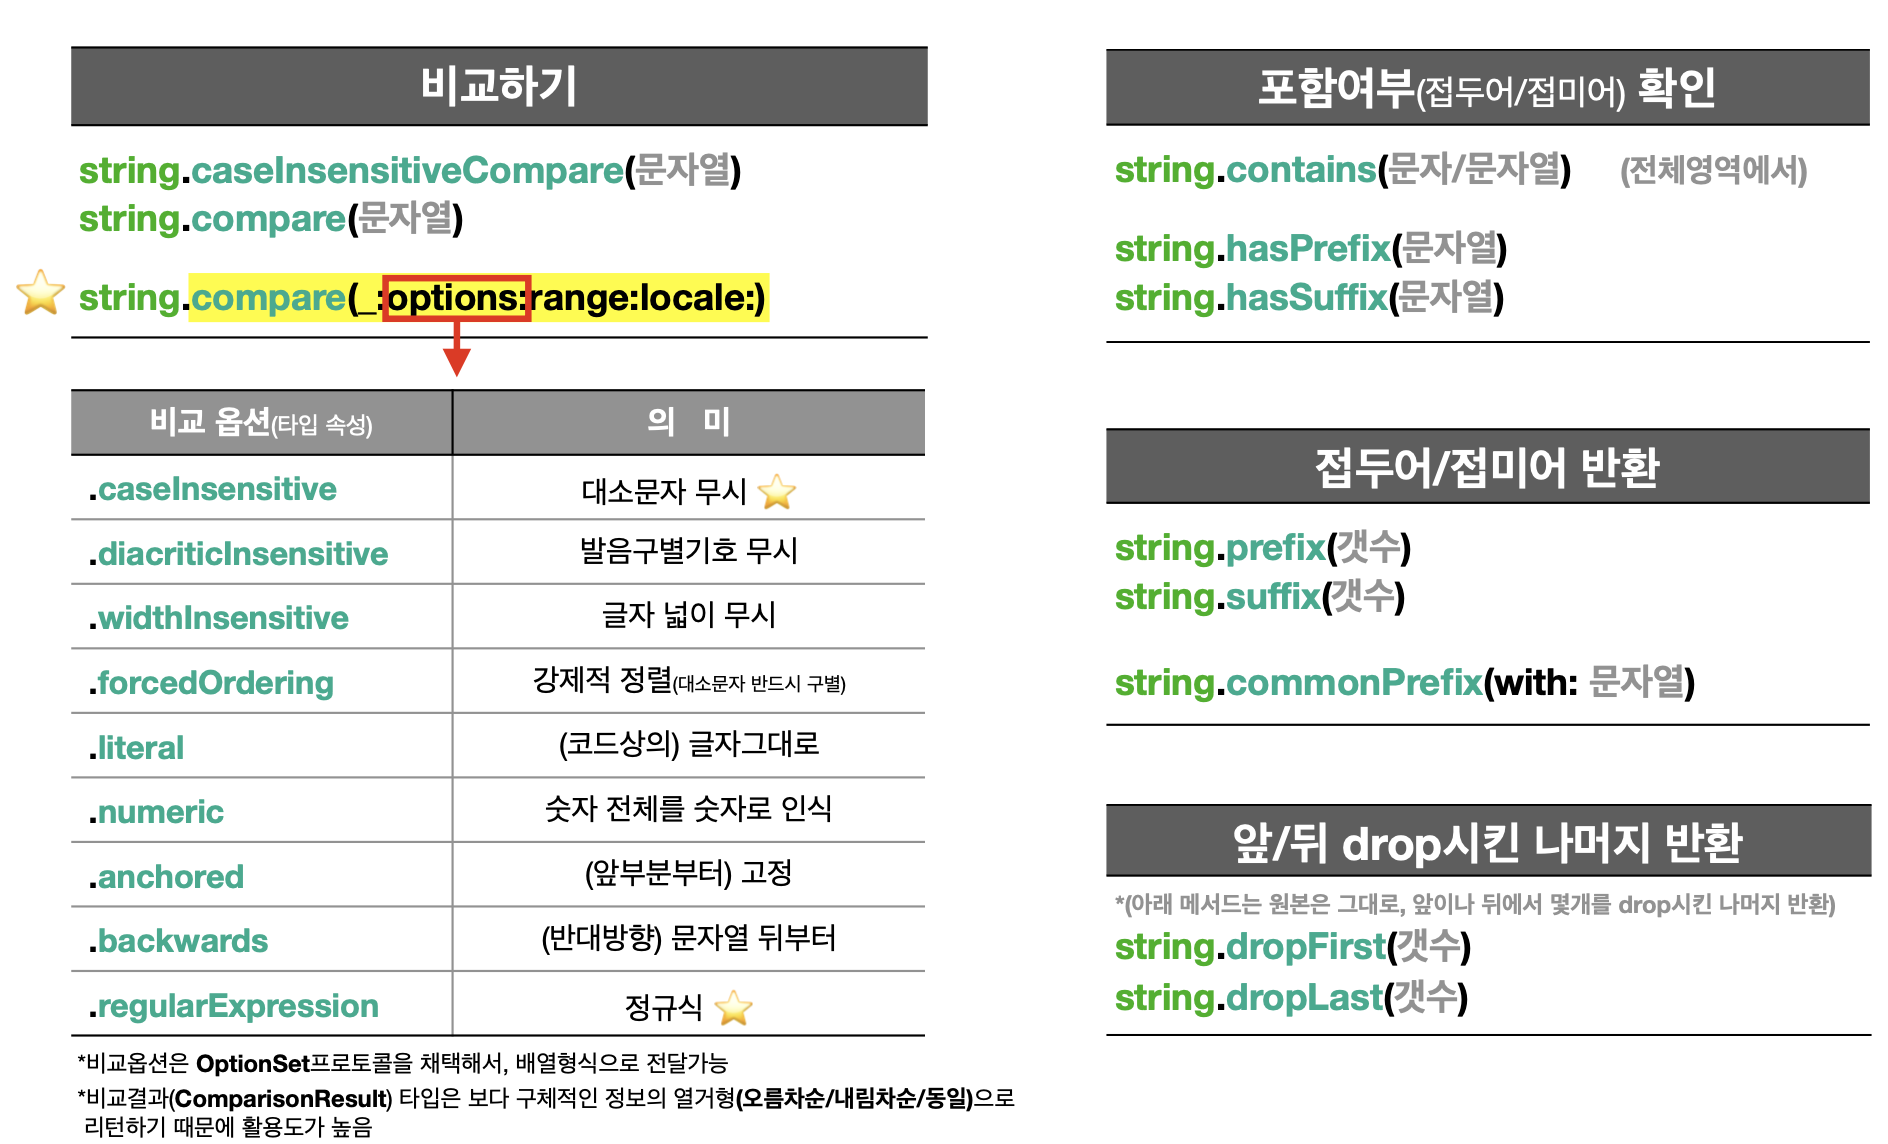 비교하기
string.caseInsensitiveCompare(문자열)
string.compare(문자열)
string.compare(_:options:range:locale:)
비교 옵션(타입 속성) 의 미
.caseInsensitive 대소문자 무시
.diacriticInsensitive 발음구별기호 무시
.widthInsensitive 글자 넓이 무시
.forcedOrdering 강제적 정렬(대소문자 반드시 구별)
.literal (코드상의) 글자그대로
.numeric 숫자 전체를 숫자로 인식
.anchored (앞부분부터) 고정
.backwards (반대방향) 문자열 뒤부터
.regularExpression 정규식
*비교옵션은 OptionSet프로토콜을 채택해서, 배열형식으로 전달가능
*비교결과(ComparisonResult) 타입은 보다 구체적인 정보의 열거형(오름차순/내림차순/동일)으로
리턴하기 때문에 활용도가 높음
포함여부(접두어/접미어) 확인
string.contains(문자/문자열) (전체영역에서)
string.hasPrefix(문자열)
string.hasSuffix(문자열)
접두어/접미어 반환
string.prefix(갯수)
string.suffix(갯수)
string.commonPrefix(with: 문자열)
앞/뒤 drop시킨 나머지 반환
*(아래 메서드는 원본은 그대로, 앞이나 뒤에서 몇개를 drop시킨 나머지 반환)
string.dropFirst(갯수)
string.dropLast(갯수)